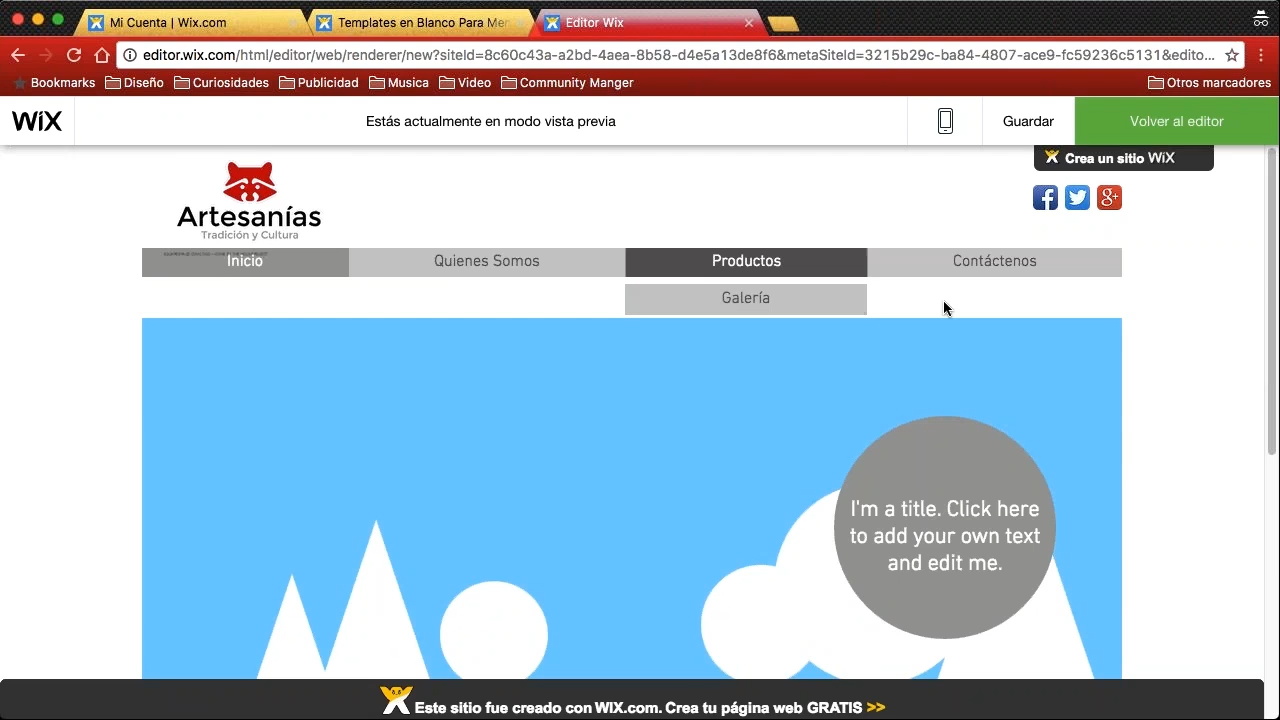 Mi Cuenta | Wix.com
Templates en Blanco Para Mer
Editor Wix
editor.wix.com/html/editor/web/renderer/new?siteId=8c60c43a-a2bd-4aea-8b58-d4e5a13de8f6&metaSiteId=3215b29c-ba84-4807-ace9-fc59236c5131&edito...
Bookmarks Diseño Curiosidades Publicidad Musica Video Community Manger Otros marcadores
WiX Estás actualmente en modo vista previa Guardar Volver al editor
Crea un sitio WiX
Artesanías
Tradición y Cultura
Inicio Quienes Somos Productos Contáctenos
Galería
I'm a title. Click here
to add your own text
and edit me.
Este sitio fue creado con WIX.com. Crea tu página web GRATIS >>